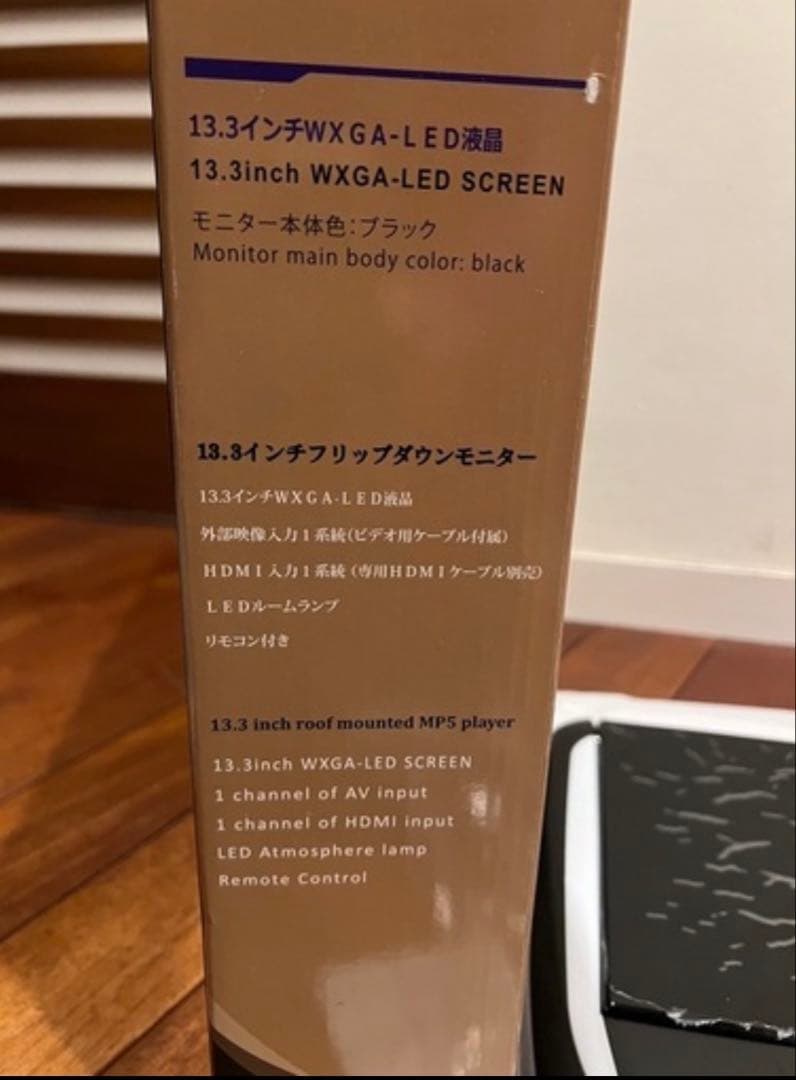 13.3インチWXGA-LED液晶
13.3inch WXGA-LED SCREEN
モニター本体色:ブラック
Monitor main body color: black
13.3インチフリップダウンモニター
13.3インチWXGA-LED液晶
外部映像入力1系統(ビデオ用ケーブル付属)
HDMI入力1系統(専用HDMIケーブル別売)
LEDルームランプ
リモコン付き
13.3 inch roof mounted MP5 player
13.3inch WXGA-LED SCREEN
1 channel of AV input
1 channel of HDMI input
LED Atmosphere lamp
Remote Control